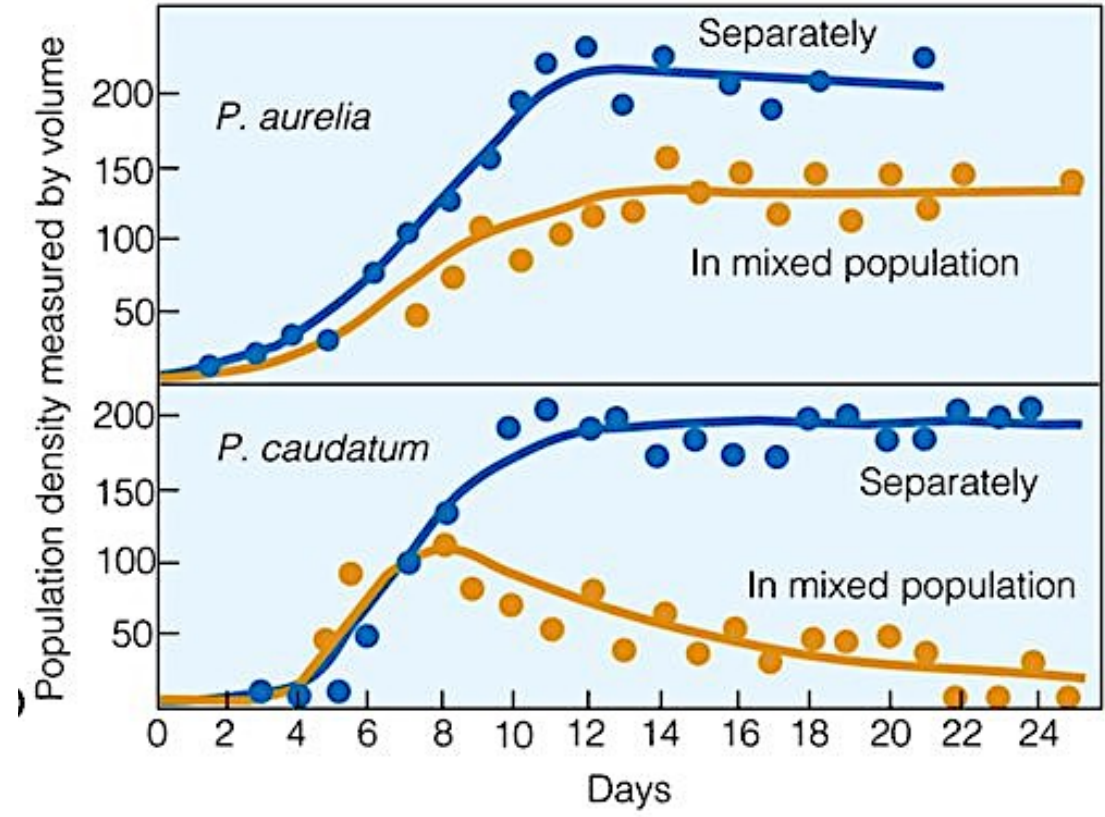 Population density measured by volume
Separately
P. aurelia
200
150
100
50
In mixed population
P. caudatum
200
150
100
50
Separately
In mixed population
0 2 4 6 8 10 12 14 16 18 20 22 24
Days